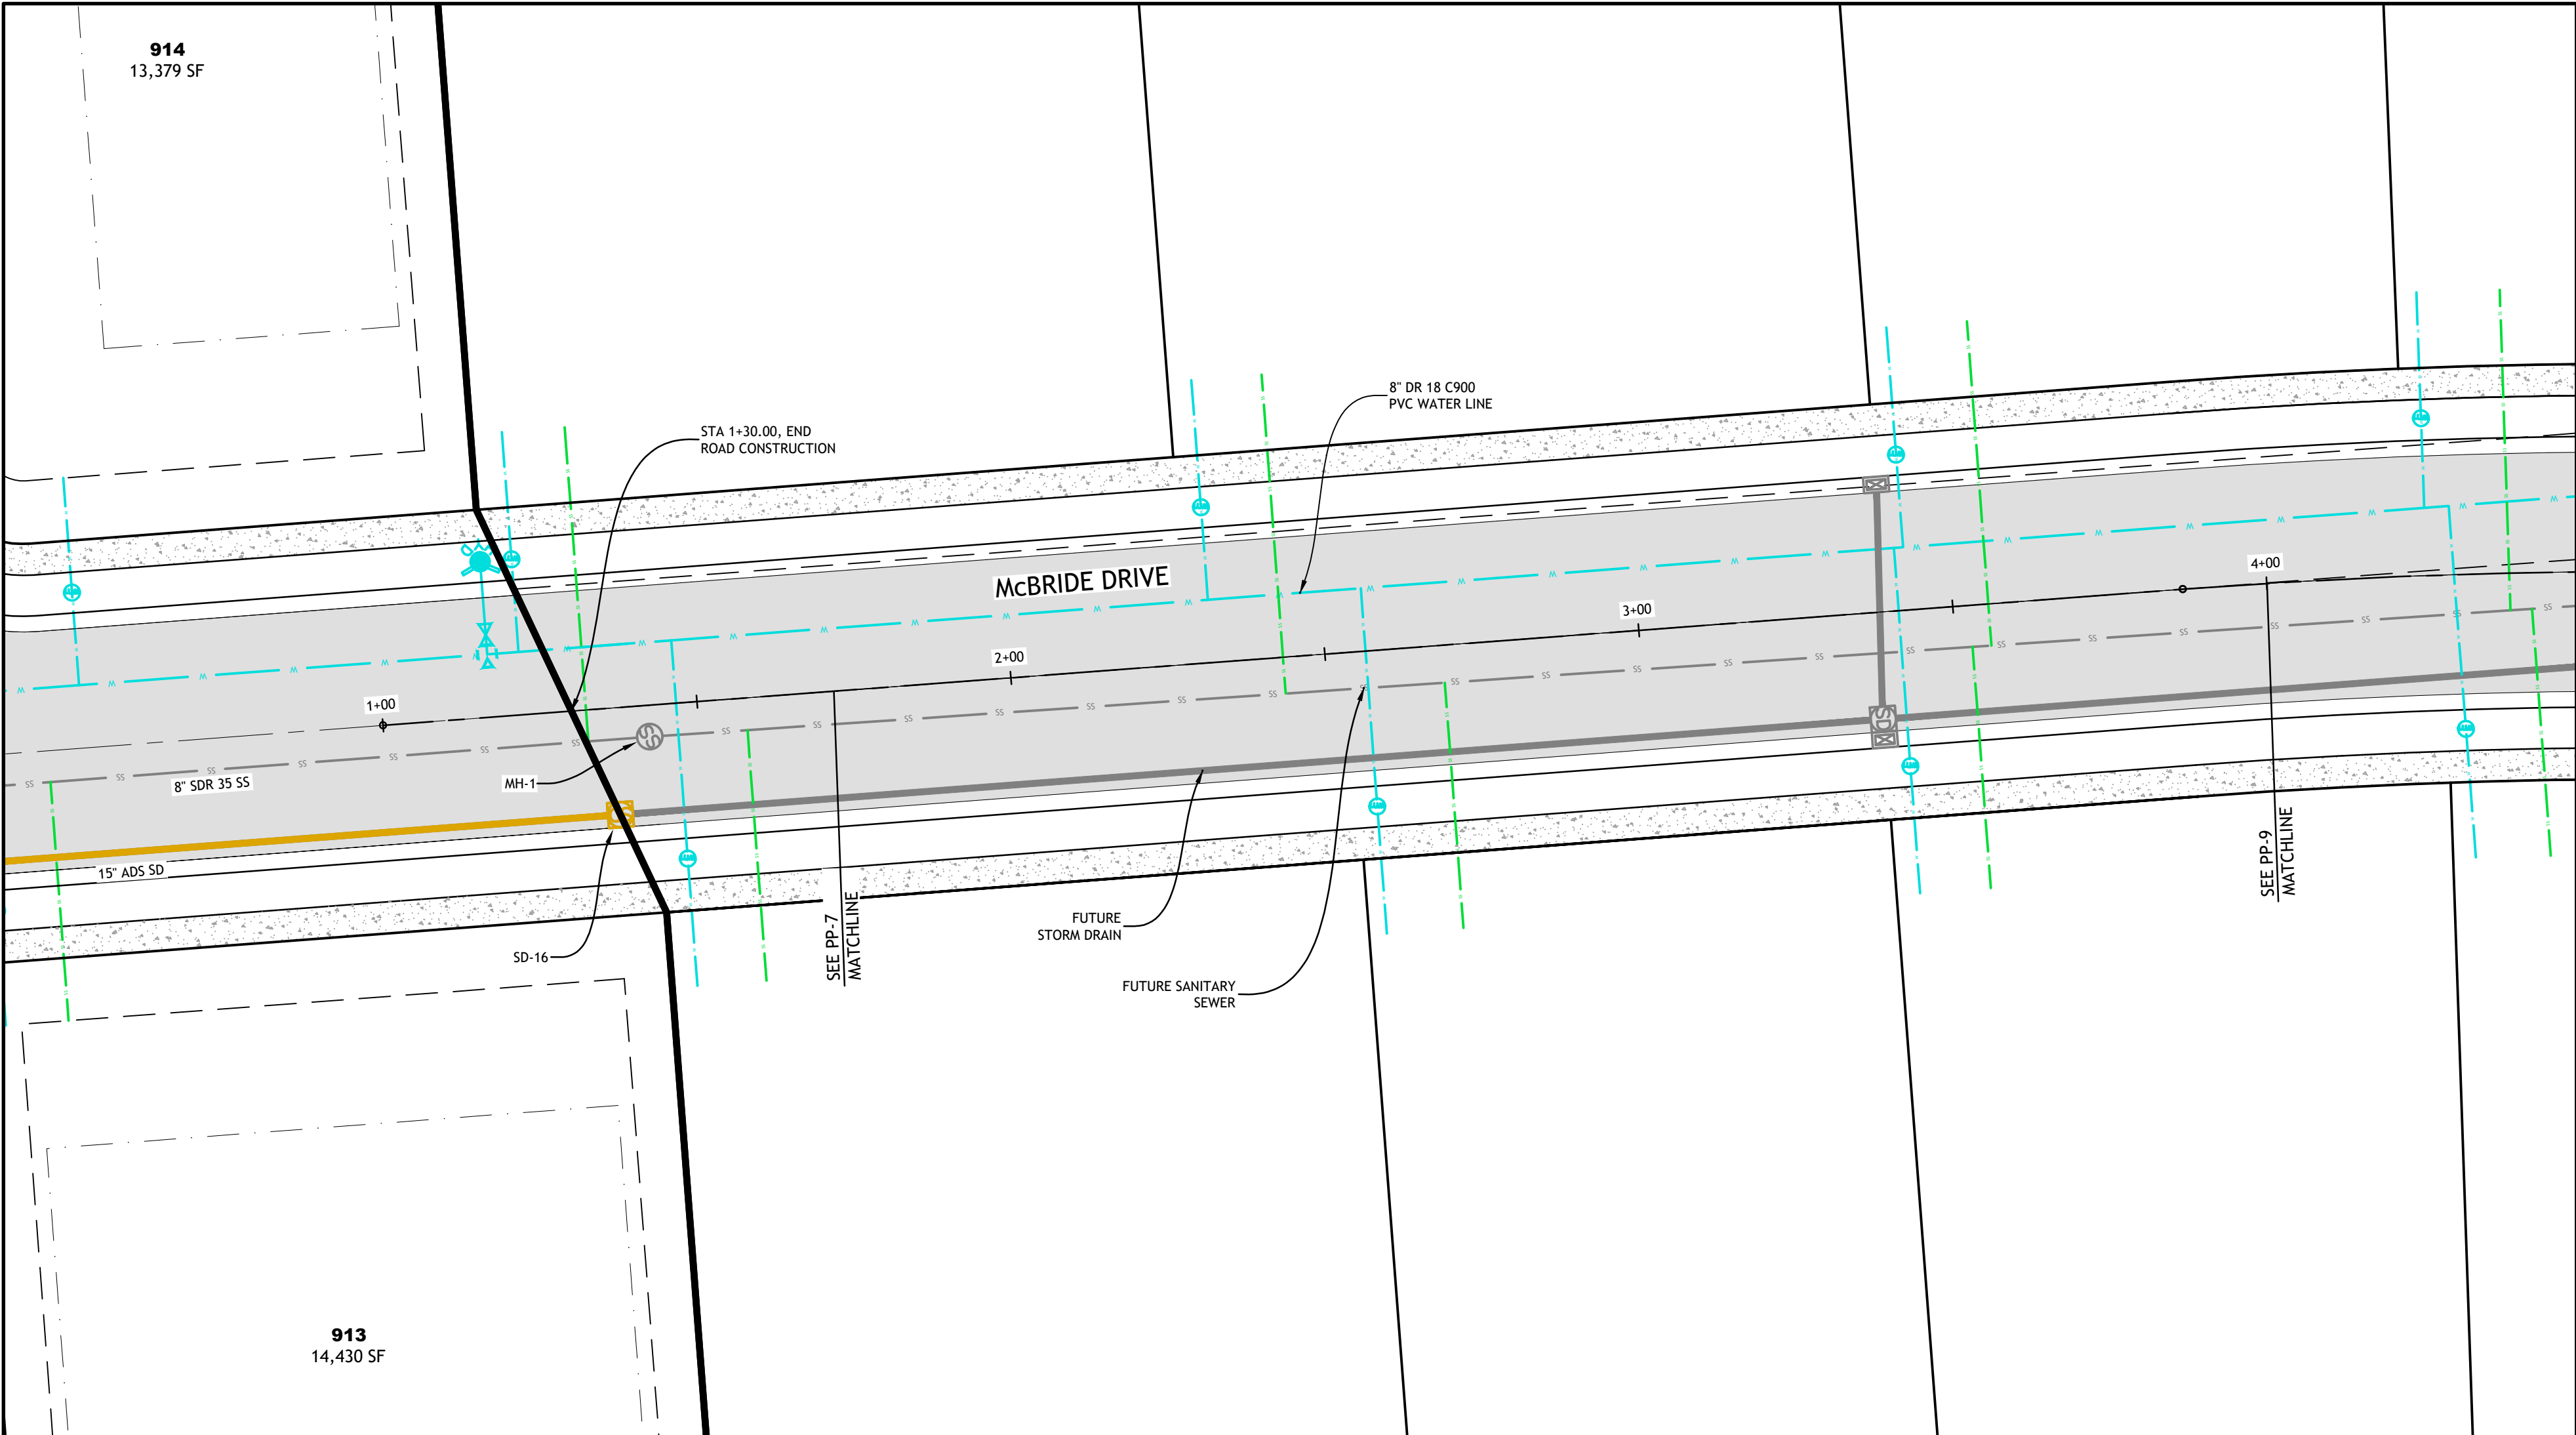 914
13,379 SF
8" DR 18 C900
PVC WATER LINE
STA 1+30.00, END
ROAD CONSTRUCTION
McBRIDE DRIVE
4+00
3+00
2+00
1+00
SS
MH-1
8" SDR 35 SS
SD
15" ADS SD
SD-16
SEE PP-7
MATCHLINE
SEE PP-9
MATCHLINE
FUTURE
STORM DRAIN
FUTURE SANITARY
SEWER
913
14,430 SF